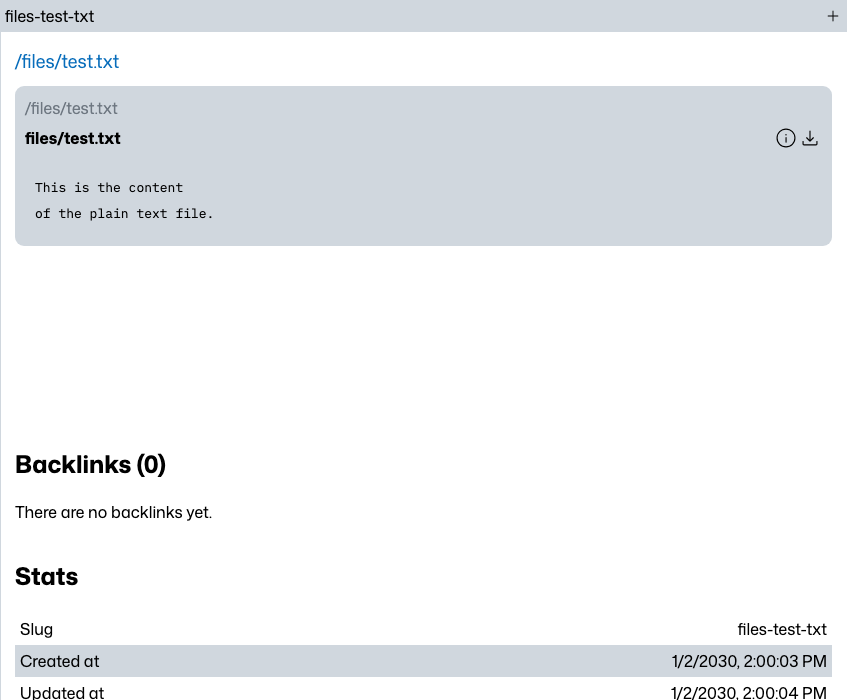 files-test-txt
/files/test.txt
/files/test.txt
files/test.txt
This is the content
of the plain text file.
Backlinks (0)
There are no backlinks yet.
Stats
Slug files-test-txt
Created at 1/2/2030, 2:00:03 PM
Updated at 1/2/2030, 2:00:04 PM